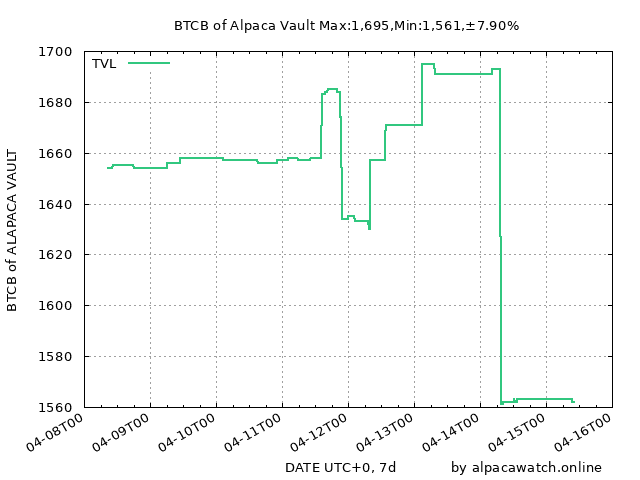 BTCB of Alpaca Vault Max:1,695,Min:1,561,±7.90%
TVL
BTCB of ALAPACA VAULT
1700
1680
1660
1640
1620
1600
1580
1560
04-08T00
04-09T00
04-10T00
04-11T00
04-12T00
04-13T00
04-14T00
04-15T00
04-16T00
DATE UTC+0, 7d
by alpacawatch.online